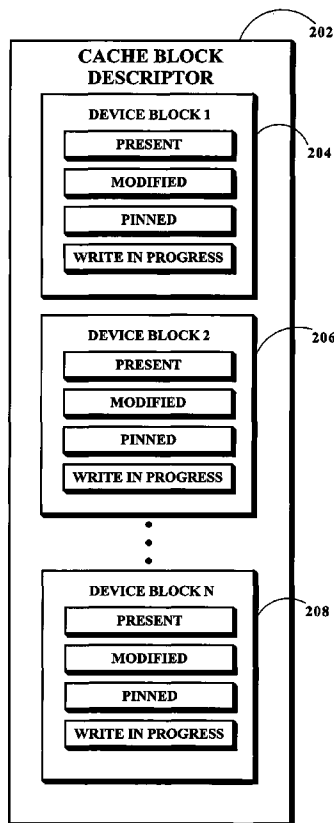 202
CACHE BLOCK
DESCRIPTOR
DEVICE BLOCK 1
204
PRESENT
MODIFIED
PINNED
WRITE IN PROGRESS
DEVICE BLOCK 2
206
PRESENT
MODIFIED
PINNED
WRITE IN PROGRESS
DEVICE BLOCK N
208
PRESENT
MODIFIED
PINNED
WRITE IN PROGRESS